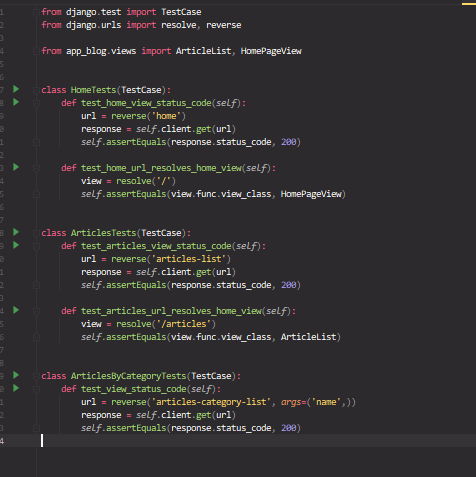 from django.test import TestCase
from django.urls import resolve, reverse
from app_blog.views import ArticleList, HomePageView
class HomeTests(TestCase):
def test_home_view_status_code(self):
url = reverse('home')
response = self.client.get(url)
self.assertEquals(response.status_code, 200)
def test_home_url_resolves_home_view(self):
view = resolve('/')
self.assertEquals(view.func.view_class, HomePageView)
class ArticlesTests(TestCase):
def test_articles_view_status_code(self):
url = reverse('articles-list')
response = self.client.get(url)
self.assertEquals(response.status_code, 200)
def test_articles_url_resolves_home_view(self):
view = resolve('/articles')
self.assertEquals(view.func.view_class, ArticleList)
class ArticlesByCategoryTests(TestCase):
def test_view_status_code(self):
url = reverse('articles-category-list', args=('name',))
response = self.client.get(url)
self.assertEquals(response.status_code, 200)